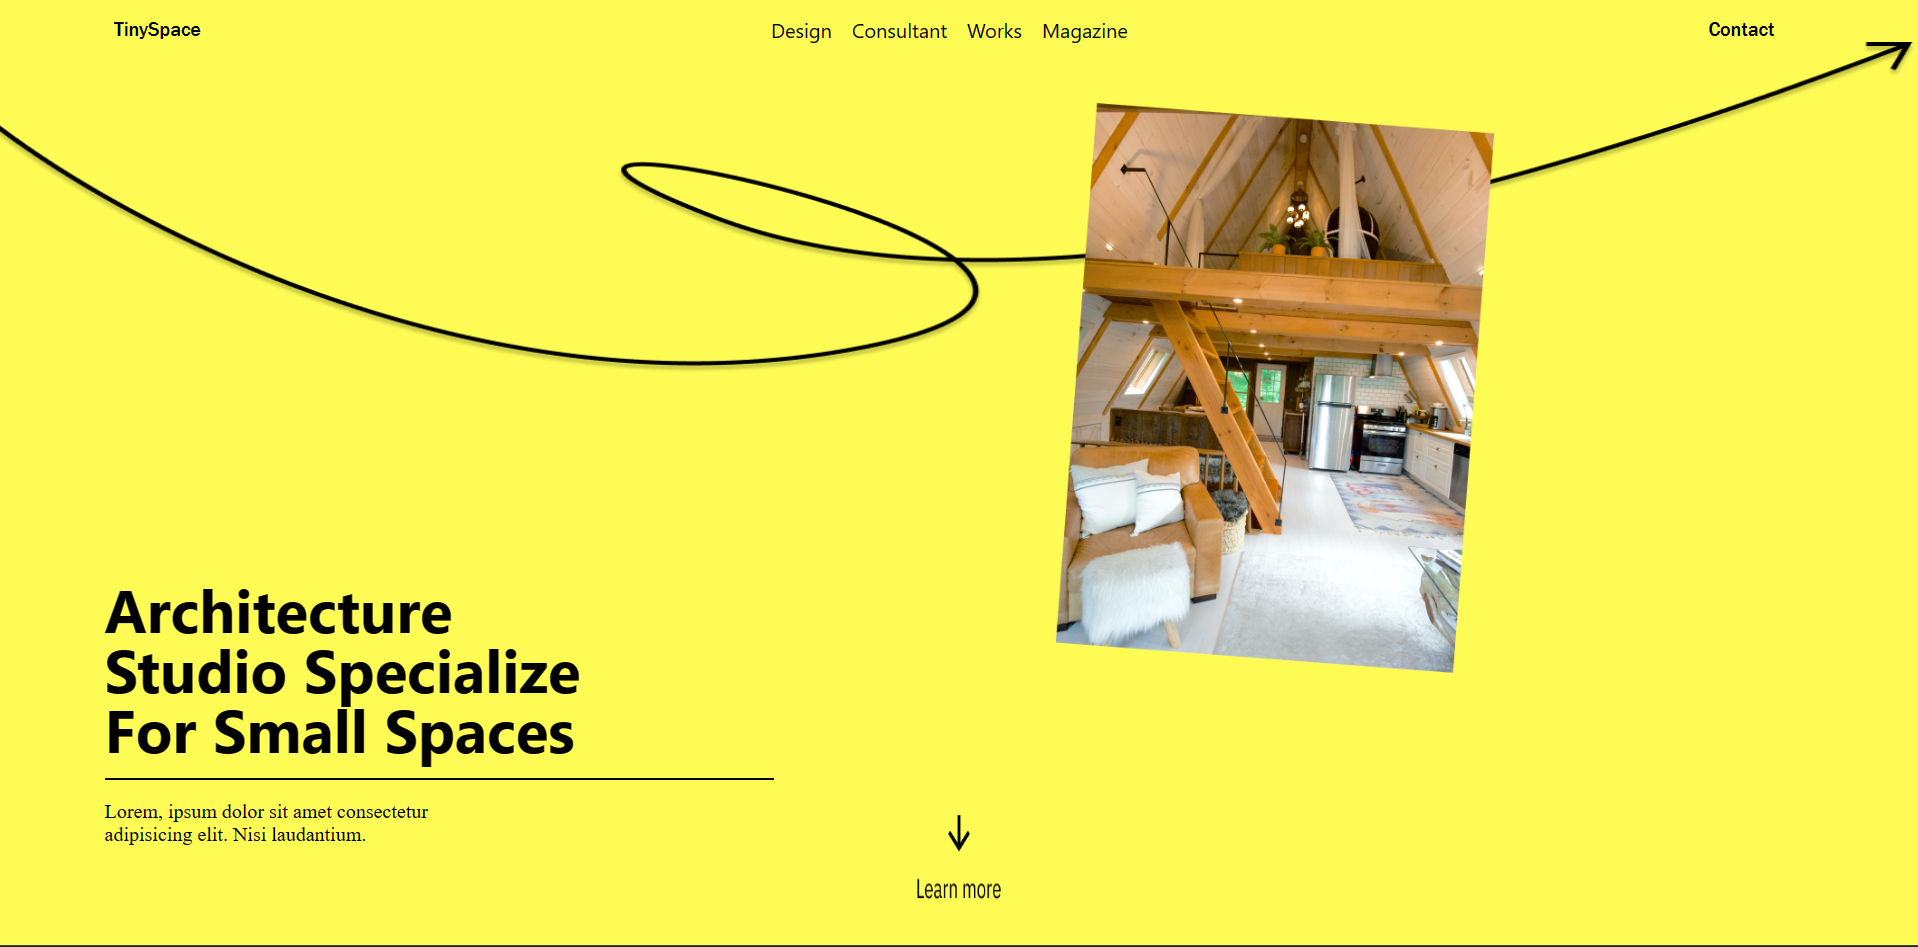 TinySpace
Design Consultant Works Magazine
Contact
Architecture
Studio Specialize
For Small Spaces
Lorem, ipsum dolor sit amet consectetur
adipisicing elit. Nisi laudantium.
Learn more